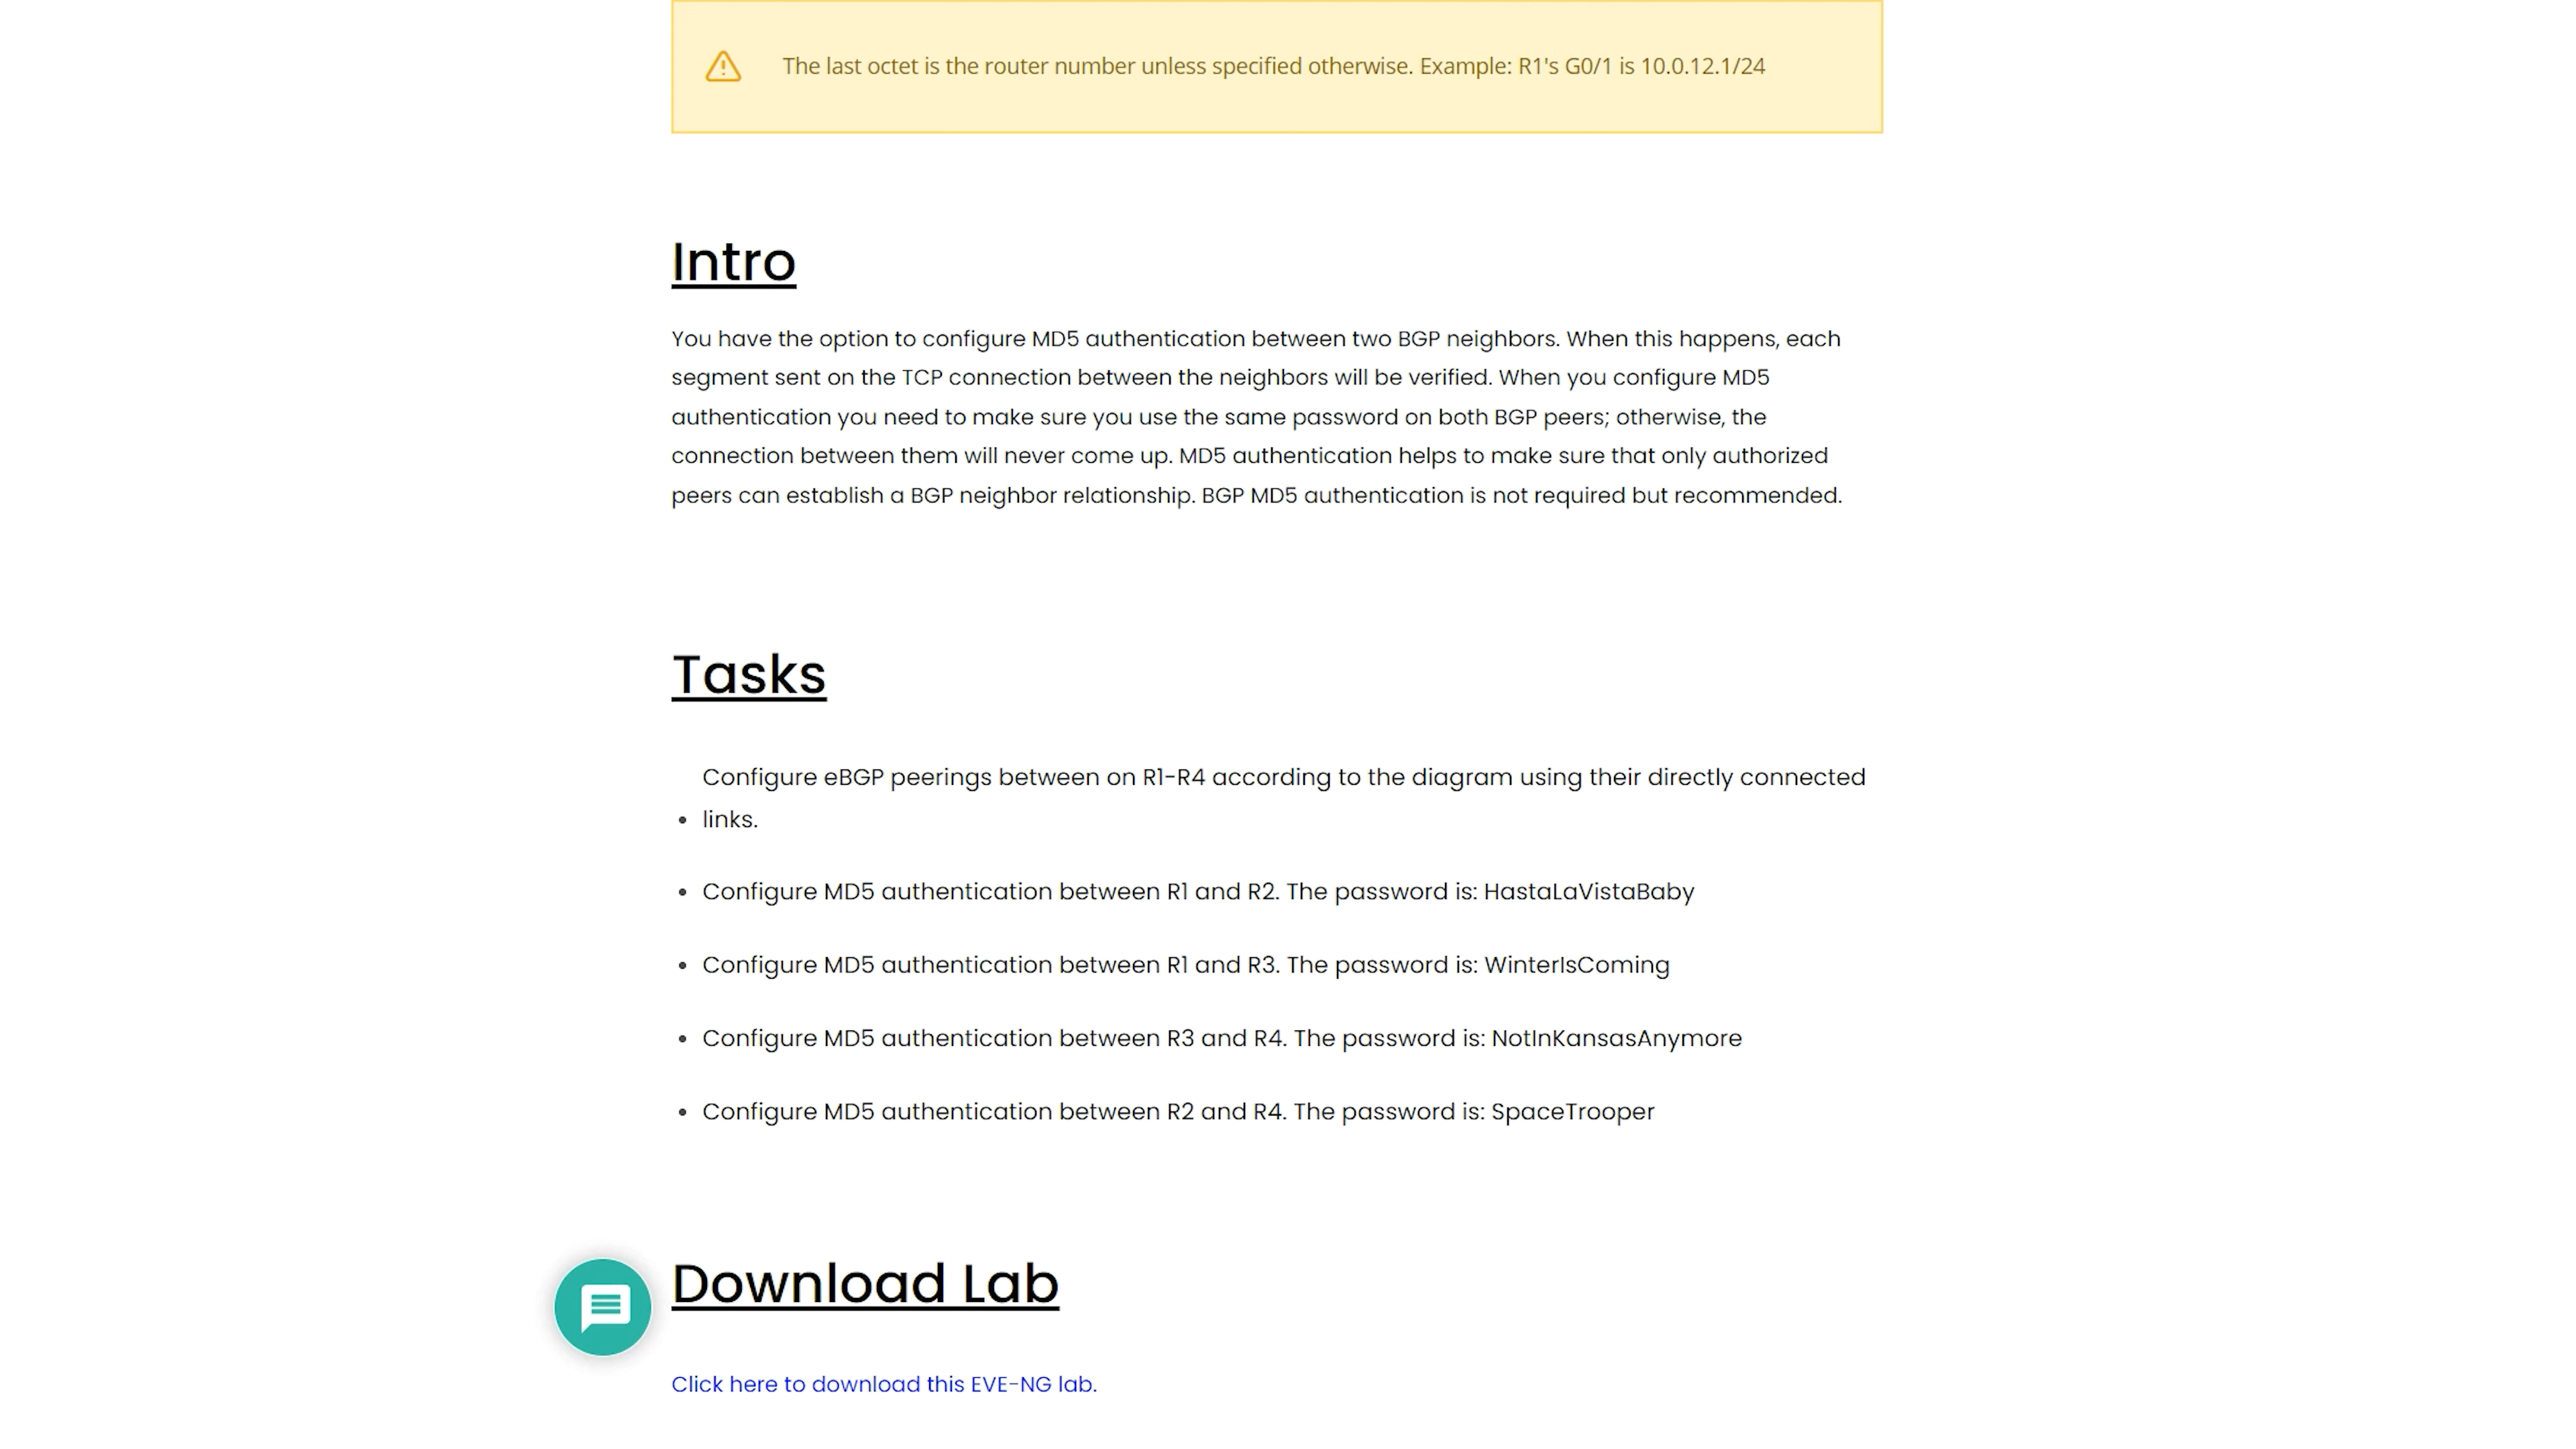 The last octet is the router number unless specified otherwise. Example: R1's G0/1 is 10.0.12.1/24
Intro
You have the option to configure MD5 authentication between two BGP neighbors. When this happens, each
segment sent on the TCP connection between the neighbors will be verified. When you configure MD5
authentication you need to make sure you use the same password on both BGP peers; otherwise, the
connection between them will never come up. MD5 authentication helps to make sure that only authorized
peers can establish a BGP neighbor relationship. BGP MD5 authentication is not required but recommended.
Tasks
Configure eBGP peerings between on R1-R4 according to the diagram using their directly connected
• links.
• Configure MD5 authentication between R1 and R2. The password is: HastaLaVistaBaby
• Configure MD5 authentication between R1 and R3. The password is: WinterIsComing
• Configure MD5 authentication between R3 and R4. The password is: NotInKansasAnymore
• Configure MD5 authentication between R2 and R4. The password is: SpaceTrooper
Download Lab
Click here to download this EVE-NG lab.